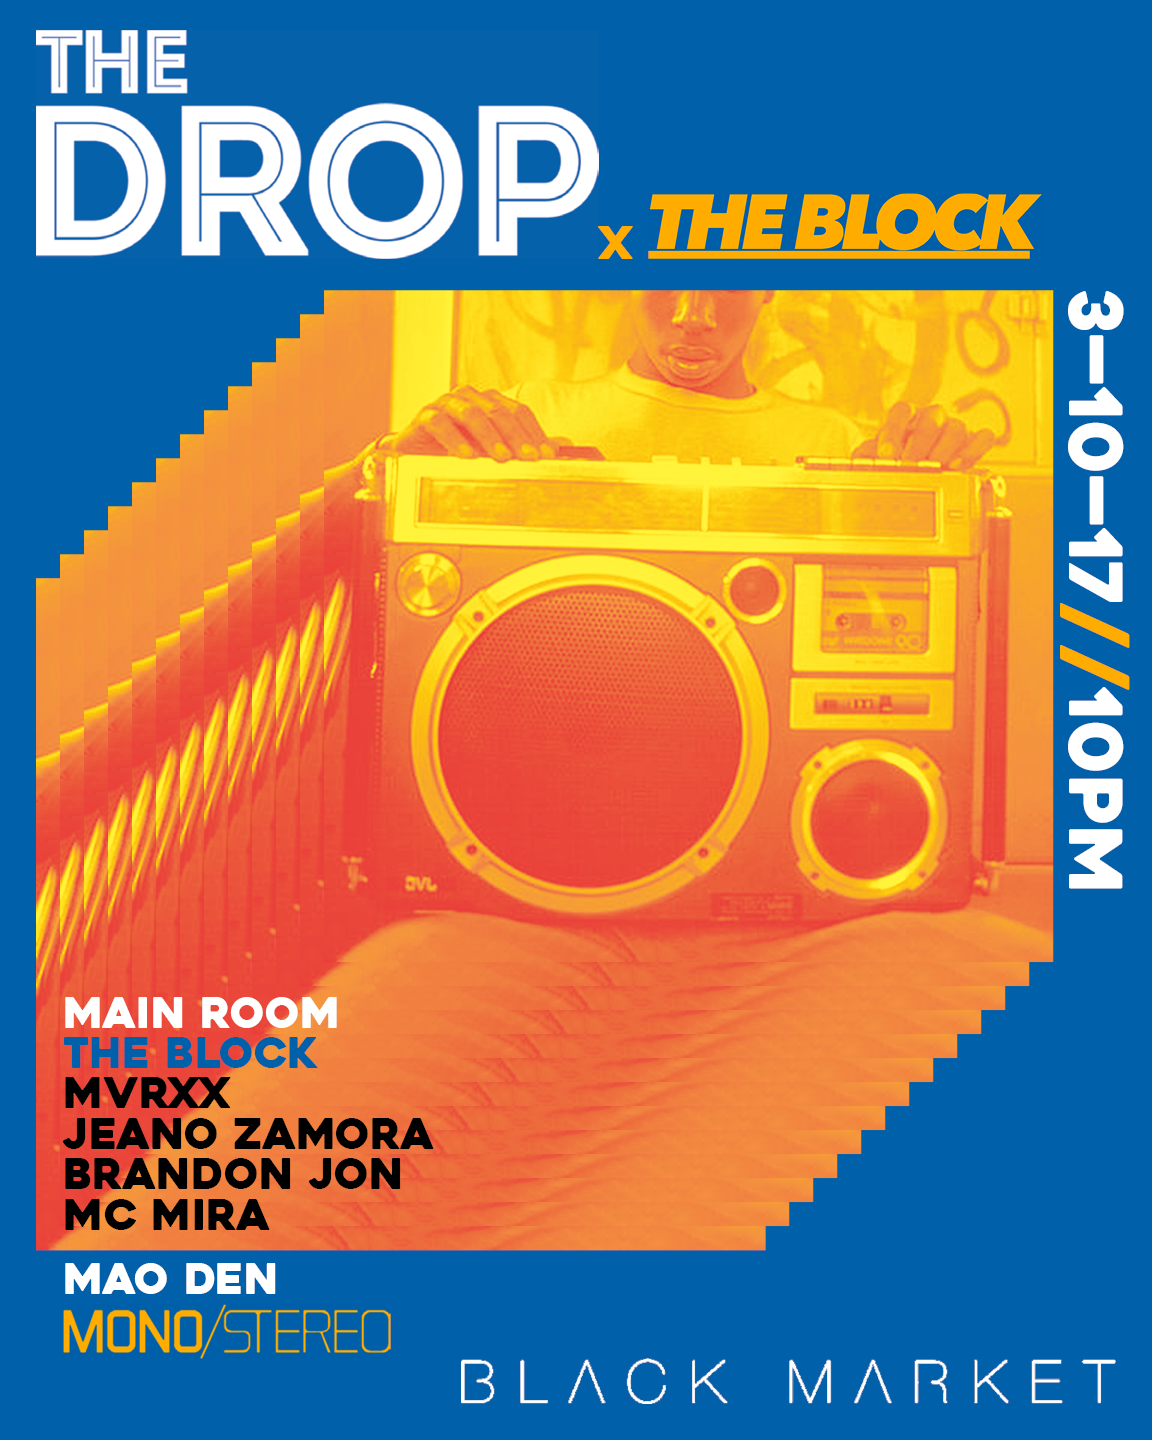 THE
DROP
x THE BLOCK
3–10–17//10PM
JVC
MAIN ROOM
THE BLOCK
MVRXX
JEANO ZAMORA
BRANDON JON
MC MIRA
MAO DEN
MONO/STEREO
BLACK MARKET